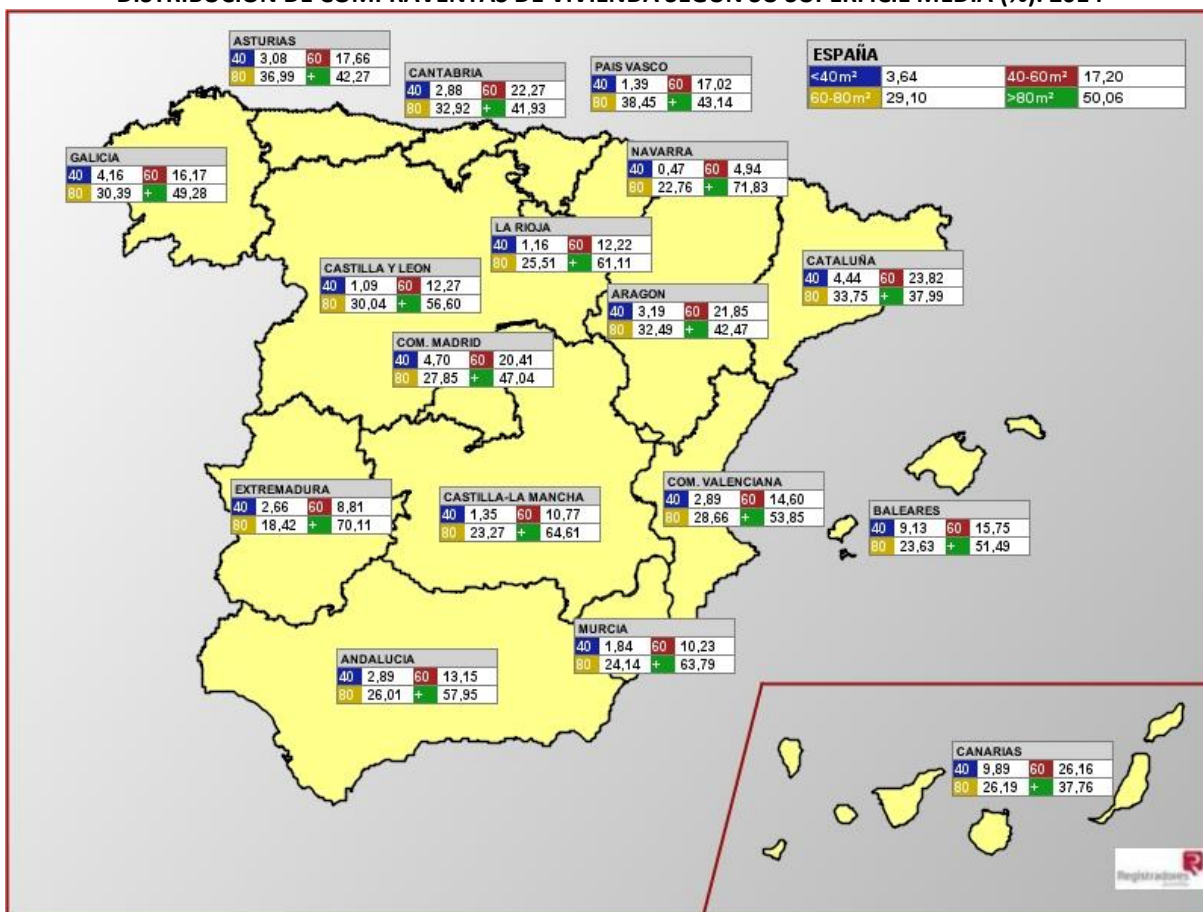 DISTRIBUCIÓN DE COMPRAVENTAS DE VIVIENDA SEGÚN SU SUPERFICIE MEDIA (%). 2014
ASTURIAS
40 3,08 60 17,66
80 36,99 + 42,27
CANTABRIA
40 2,88 60 22,27
80 32,92 + 41,93
PAIS VASCO
40 1,39 60 17,02
80 38,45 + 43,14
ESPAÑA
<40m² 3,64 40-60m² 17,20
60-80m² 29,10 >80m² 50,06
GALICIA
40 4,16 60 16,17
80 30,39 + 49,28
NAVARRA
40 0,47 60 4,94
80 22,76 + 71,83
LA RIOJA
40 1,16 60 12,22
80 25,51 + 61,11
CASTILLA Y LEON
40 1,09 60 12,27
80 30,04 + 56,60
CATALUÑA
40 4,44 60 23,82
80 33,75 + 37,99
ARAGON
40 3,19 60 21,85
80 32,49 + 42,47
COM. MADRID
40 4,70 60 20,41
80 27,85 + 47,04
EXTREMADURA
40 2,66 60 8,81
80 18,42 + 70,11
CASTILLA-LA MANCHA
40 1,35 60 10,77
80 23,27 + 64,61
COM. VALENCIANA
40 2,89 60 14,60
80 28,66 + 53,85
BALEARES
40 9,13 60 15,75
80 23,63 + 51,49
MURCIA
40 1,84 60 10,23
80 24,14 + 63,79
ANDALUCIA
40 2,89 60 13,15
80 26,01 + 57,95
CANARIAS
40 9,89 60 26,16
80 26,19 + 37,76
Registradores